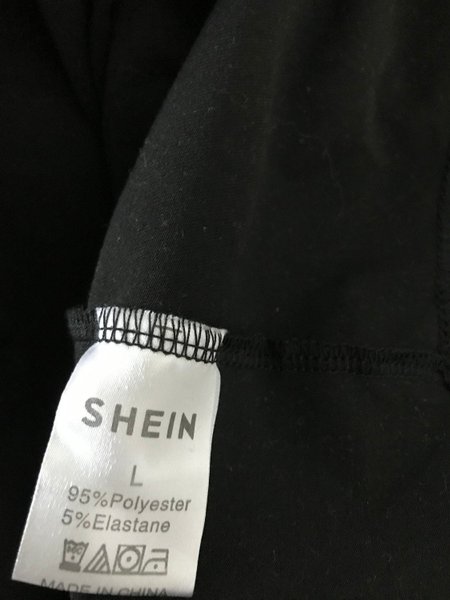 SHEIN
L
95%Polyester
5%Elastane
MADE IN CHINA